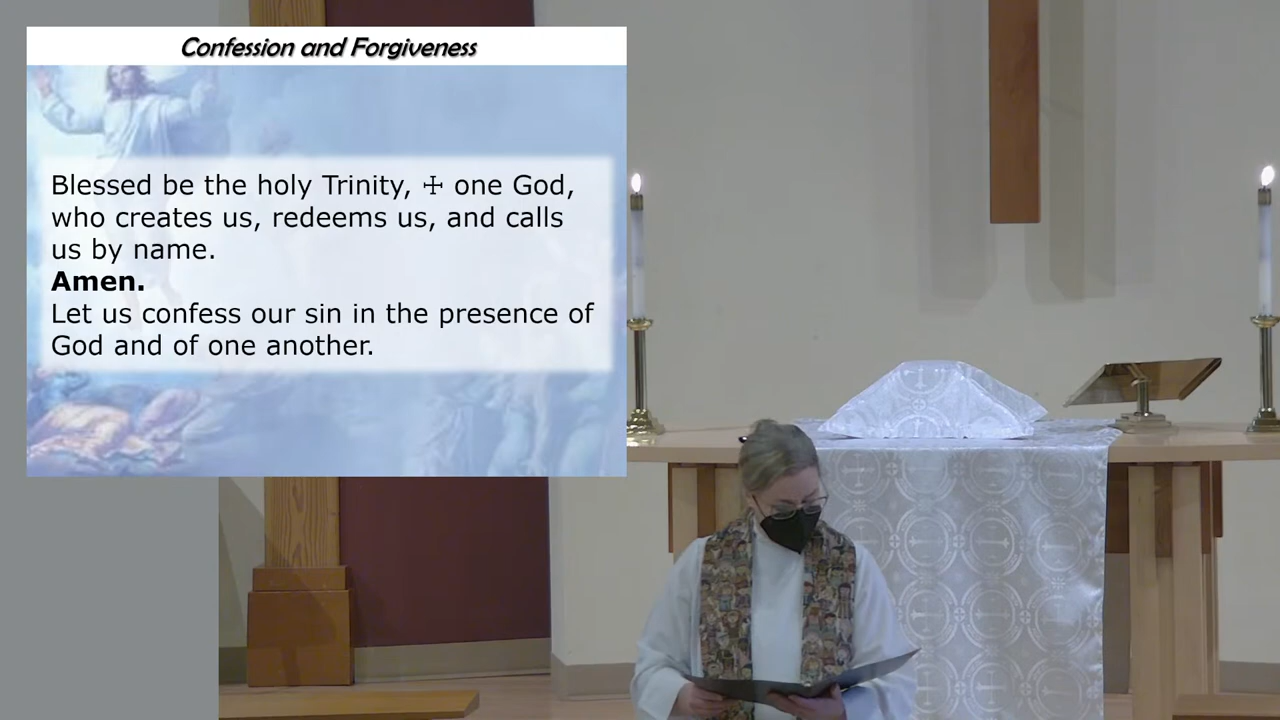 Confession and Forgiveness
Blessed be the holy Trinity, ☩ one God,
who creates us, redeems us, and calls
us by name.
Amen.
Let us confess our sin in the presence of
God and of one another.